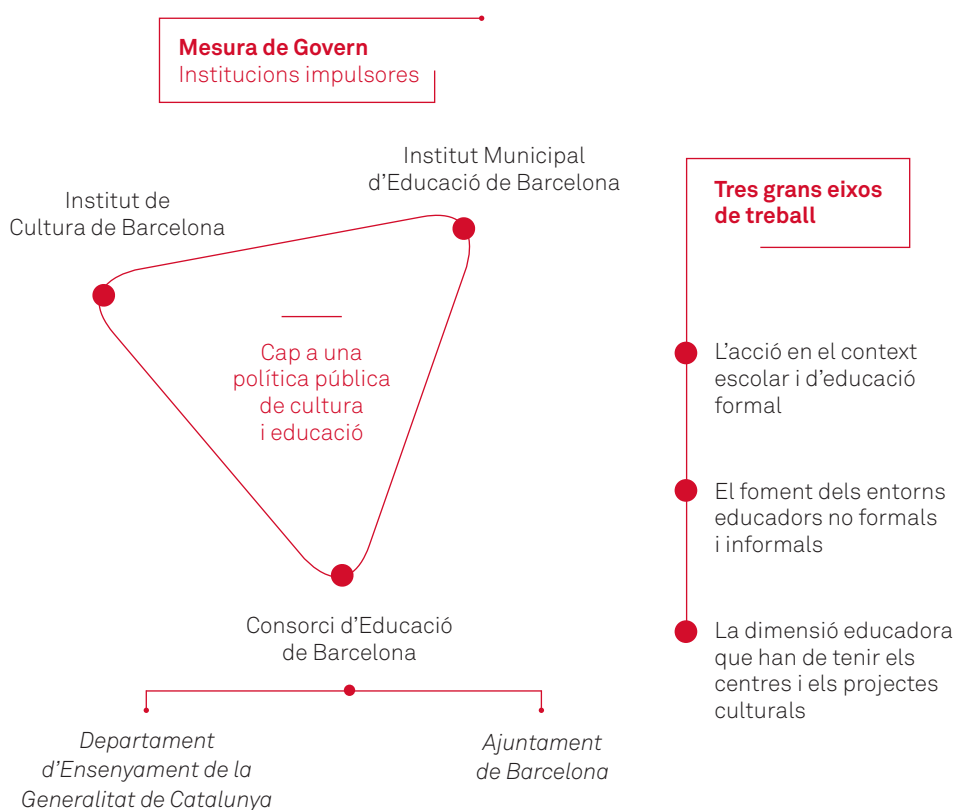 Mesura de Govern
Institucions impulsores
Institut Municipal
d’Educació de Barcelona
Institut de
Cultura de Barcelona
Cap a una
política pública
de cultura
i educació
Consorci d’Educació
de Barcelona
Departament
d’Ensenyament de la
Generalitat de Catalunya
Ajuntament
de Barcelona
Tres grans eixos
de treball
L’acció en el context
escolar i d’educació
formal
El foment dels entorns
educadors no formals
i informals
La dimensió educadora
que han de tenir els
centres i els projectes
culturals